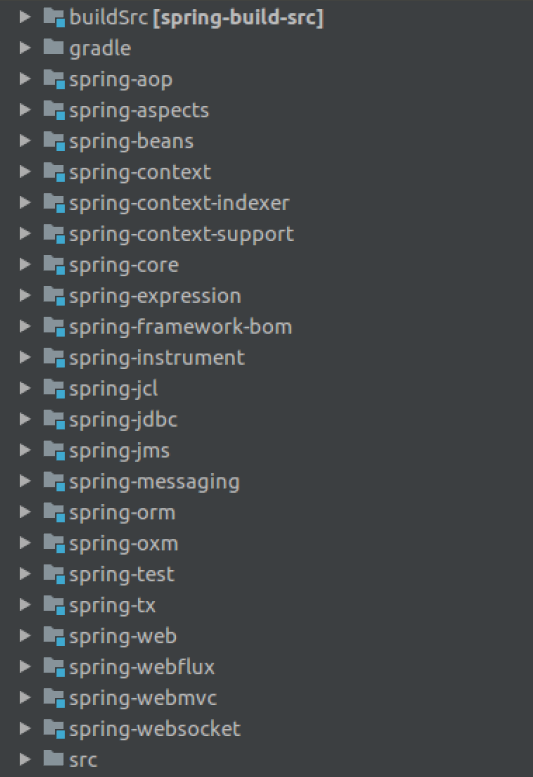 buildSrc [spring-build-src]
gradle
spring-aop
spring-aspects
spring-beans
spring-context
spring-context-indexer
spring-context-support
spring-core
spring-expression
spring-framework-bom
spring-instrument
spring-jcl
spring-jdbc
spring-jms
spring-messaging
spring-orm
spring-oxm
spring-test
spring-tx
spring-web
spring-webflux
spring-webmvc
spring-websocket
src